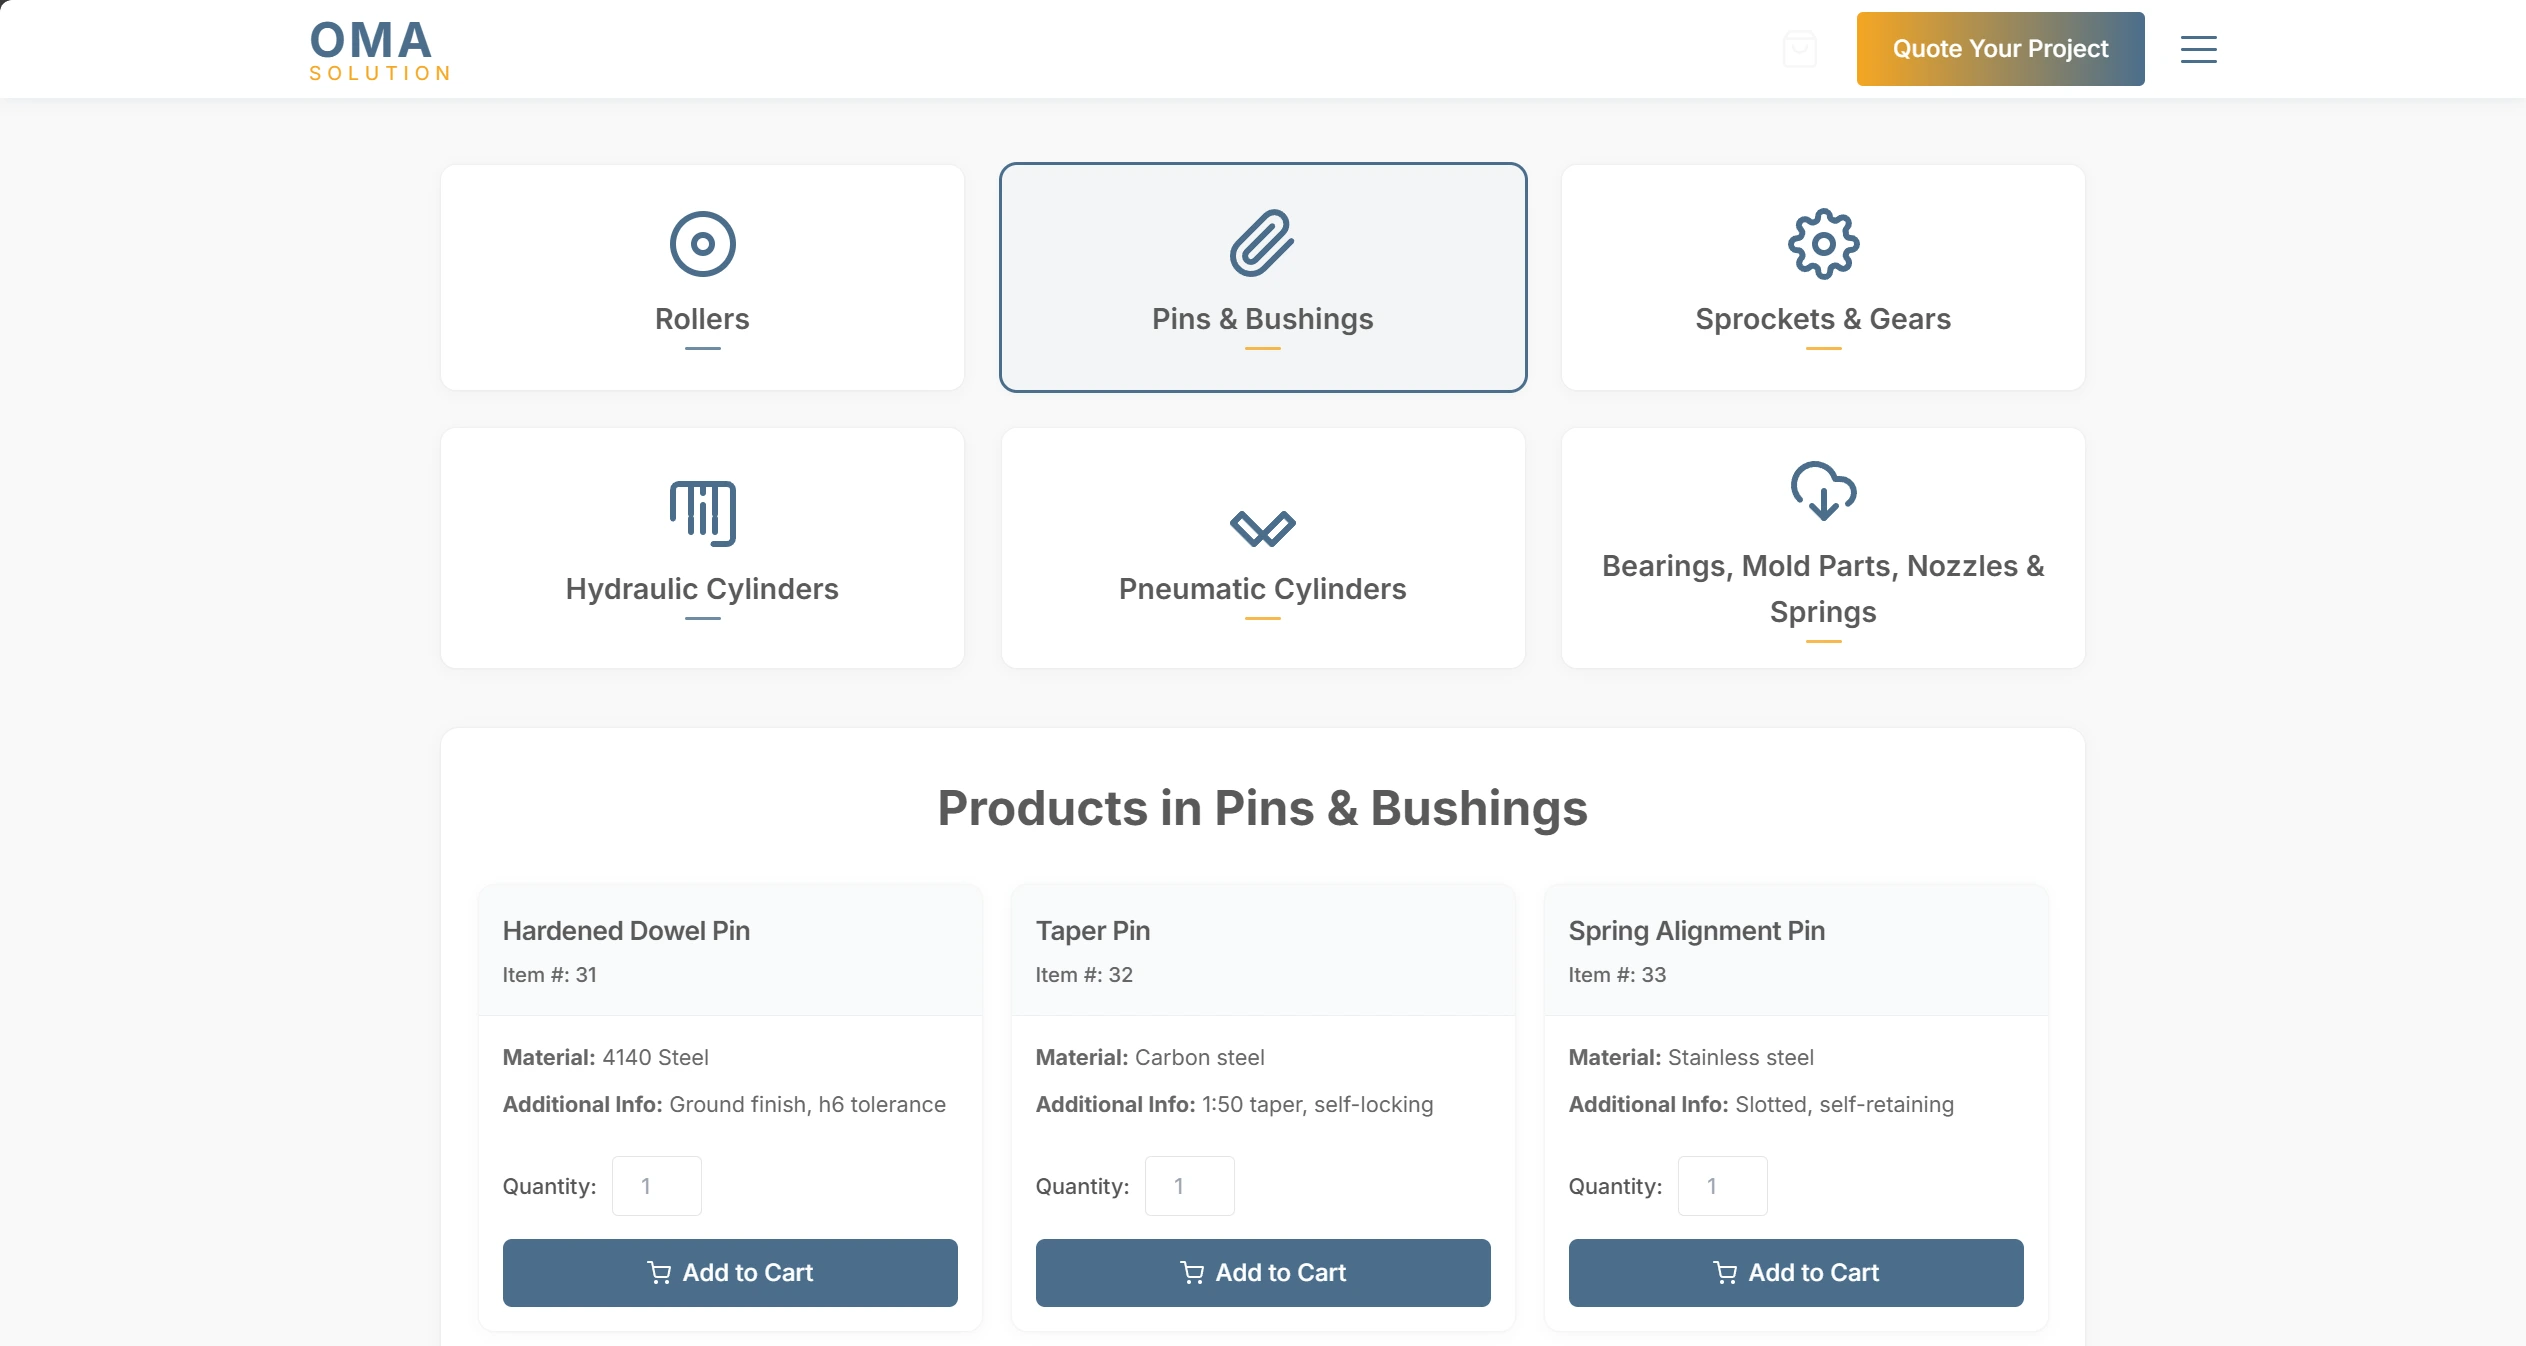 OMA
SOLUTION
Quote Your Project
Rollers
Pins & Bushings
Sprockets & Gears
Hydraulic Cylinders
Pneumatic Cylinders
Bearings, Mold Parts, Nozzles &
Springs
Products in Pins & Bushings
Hardened Dowel Pin
Item #: 31
Material: 4140 Steel
Additional Info: Ground finish, h6 tolerance
Quantity: 1
Add to Cart
Taper Pin
Item #: 32
Material: Carbon steel
Additional Info: 1:50 taper, self-locking
Quantity: 1
Add to Cart
Spring Alignment Pin
Item #: 33
Material: Stainless steel
Additional Info: Slotted, self-retaining
Quantity: 1
Add to Cart